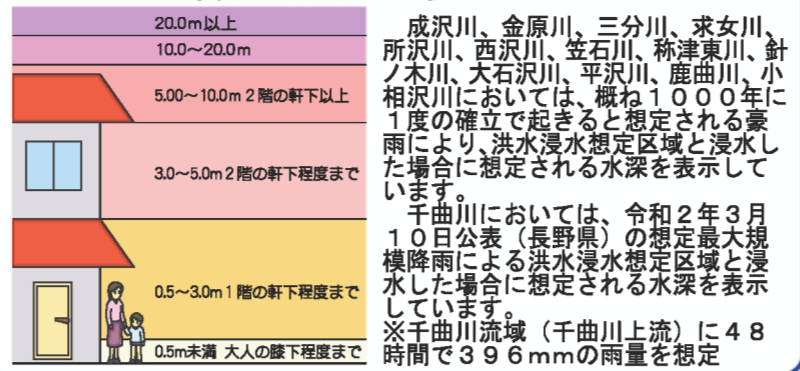 20.0m以上
10.0～20.0m
5.00～10.0m 2階の軒下以上
3.0～5.0m 2階の軒下程度まで
0.5～3.0m 1階の軒下程度まで
0.5m未満 大人の膝下程度まで
成沢川、金原川、三分川、求女川、
所沢川、西沢川、笠石川、称津東川、針
ノ木川、大石沢川、平沢川、鹿曲川、小
相沢川においては、概ね１０００年に
１度の確立で起きると想定される豪
雨により、洪水浸水想定区域と浸水し
た場合に想定される水深を表示して
います。
千曲川においては、令和２年３月
１０日公表（長野県）の想定最大規
模降雨による洪水浸水想定区域と浸
水した場合に想定される水深を表示
しています。
※千曲川流域（千曲川上流）に４８
時間で３９６ｍｍの雨量を想定